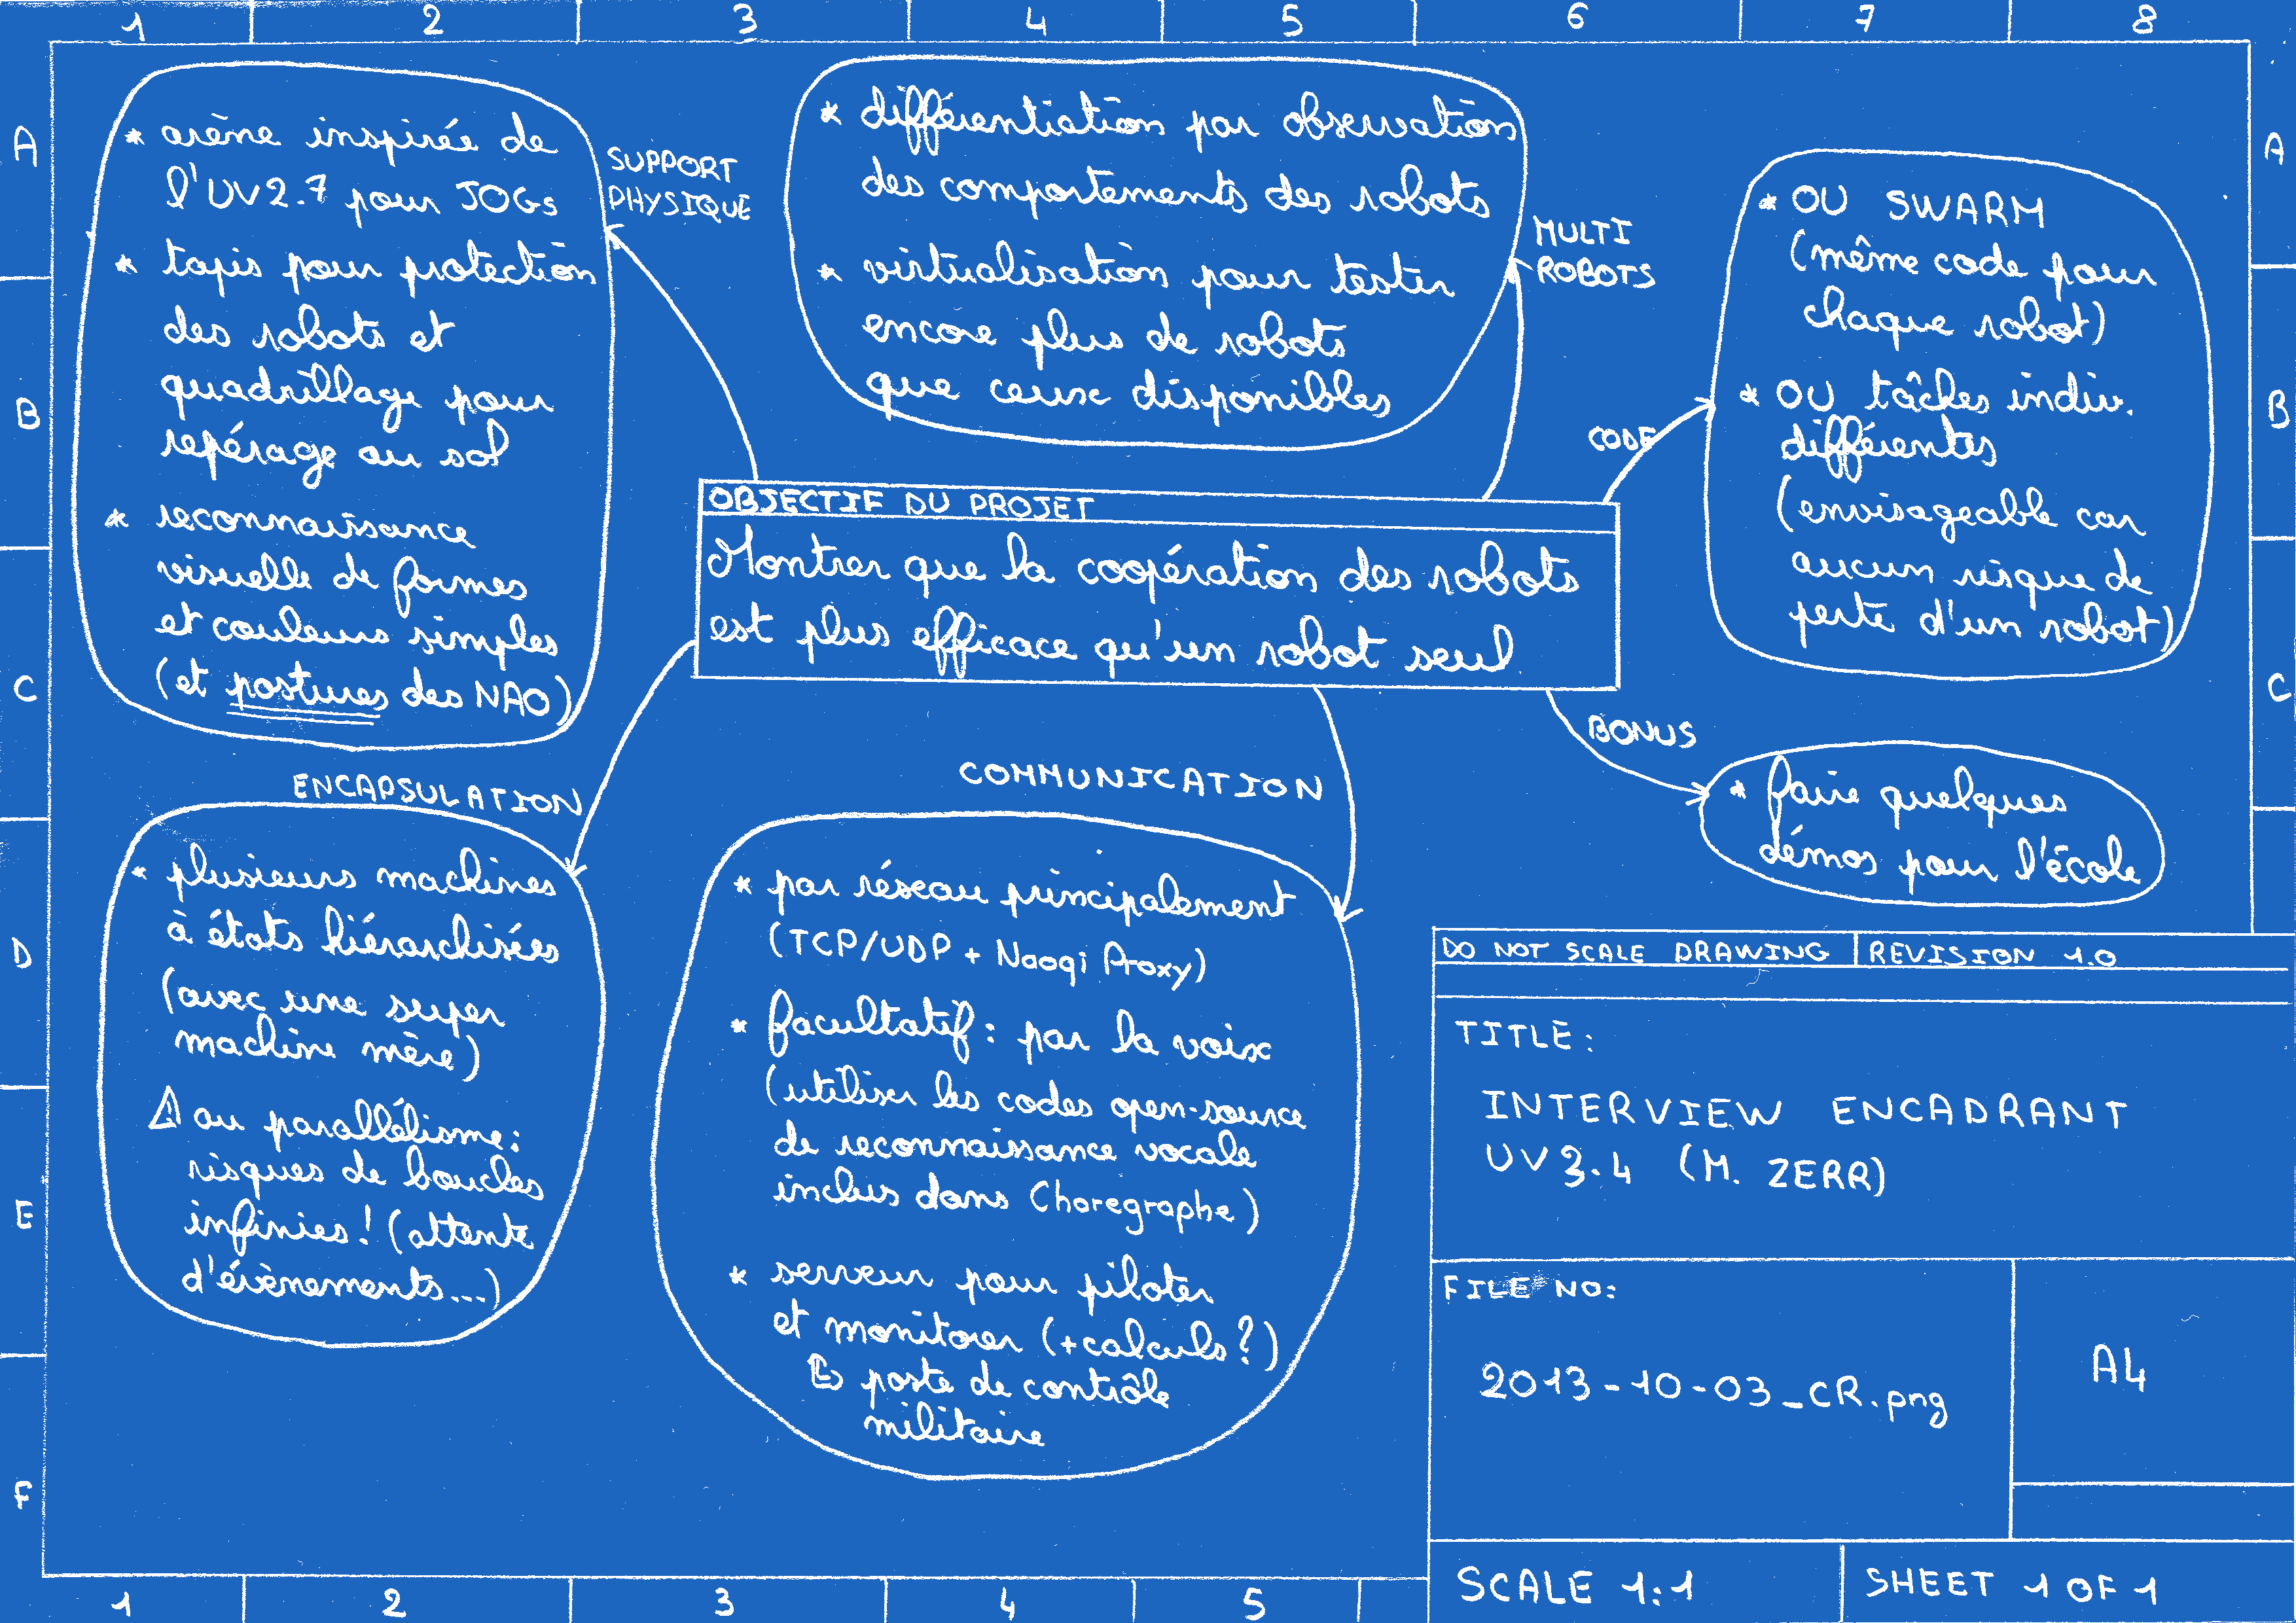 1 2 3 4 5 6 7 8
A
B
C
D
E
F
A
B
C
* arène inspirée de
l'UV2.7 pour JOGs
* tapis pour protection
des robots et
quadrillage pour
repérage au sol
* reconnaissance
visuelle de formes
et couleurs simples
(et postures des NAO)
SUPPORT
PHYSIQUE
* différentiation par observation
des comportements des robots
* virtualisation pour tester
encore plus de robots
que ceux disponibles
MULTI
ROBOTS
* OU SWARM
(même code pour
chaque robot)
* OU tâches indiv.
différentes
(envisageable car
aucun risque de
perte d'un robot)
CODE
OBJECTIF DU PROJET
Montrer que la coopération des robots
est plus efficace qu'un robot seul
BONUS
* faire quelques
démos pour l'école
ENCAPSULATION
* plusieurs machines
à états hiérarchisées
(avec une super
machine mère)
⚠ au parallélisme :
risques de boucles
infinies ! (attente
d'évènements...)
COMMUNICATION
* par réseau principalement
(TCP/UDP + Naoqi Proxy)
* facultatif : par la voix
(utiliser les codes open-source
de reconnaissance vocale
inclus dans Choregraphe)
* serveur pour piloter
et monitorer (+calculs ?)
↳ poste de contrôle
militaire
DO NOT SCALE DRAWING REVISION 1.0
TITLE :
INTERVIEW ENCADRANT
UV 3.4 (M. ZERR)
FILE NO:
2013-10-03_CR.png
A4
SCALE 1:1 SHEET 1 OF 1
1 2 3 4 5